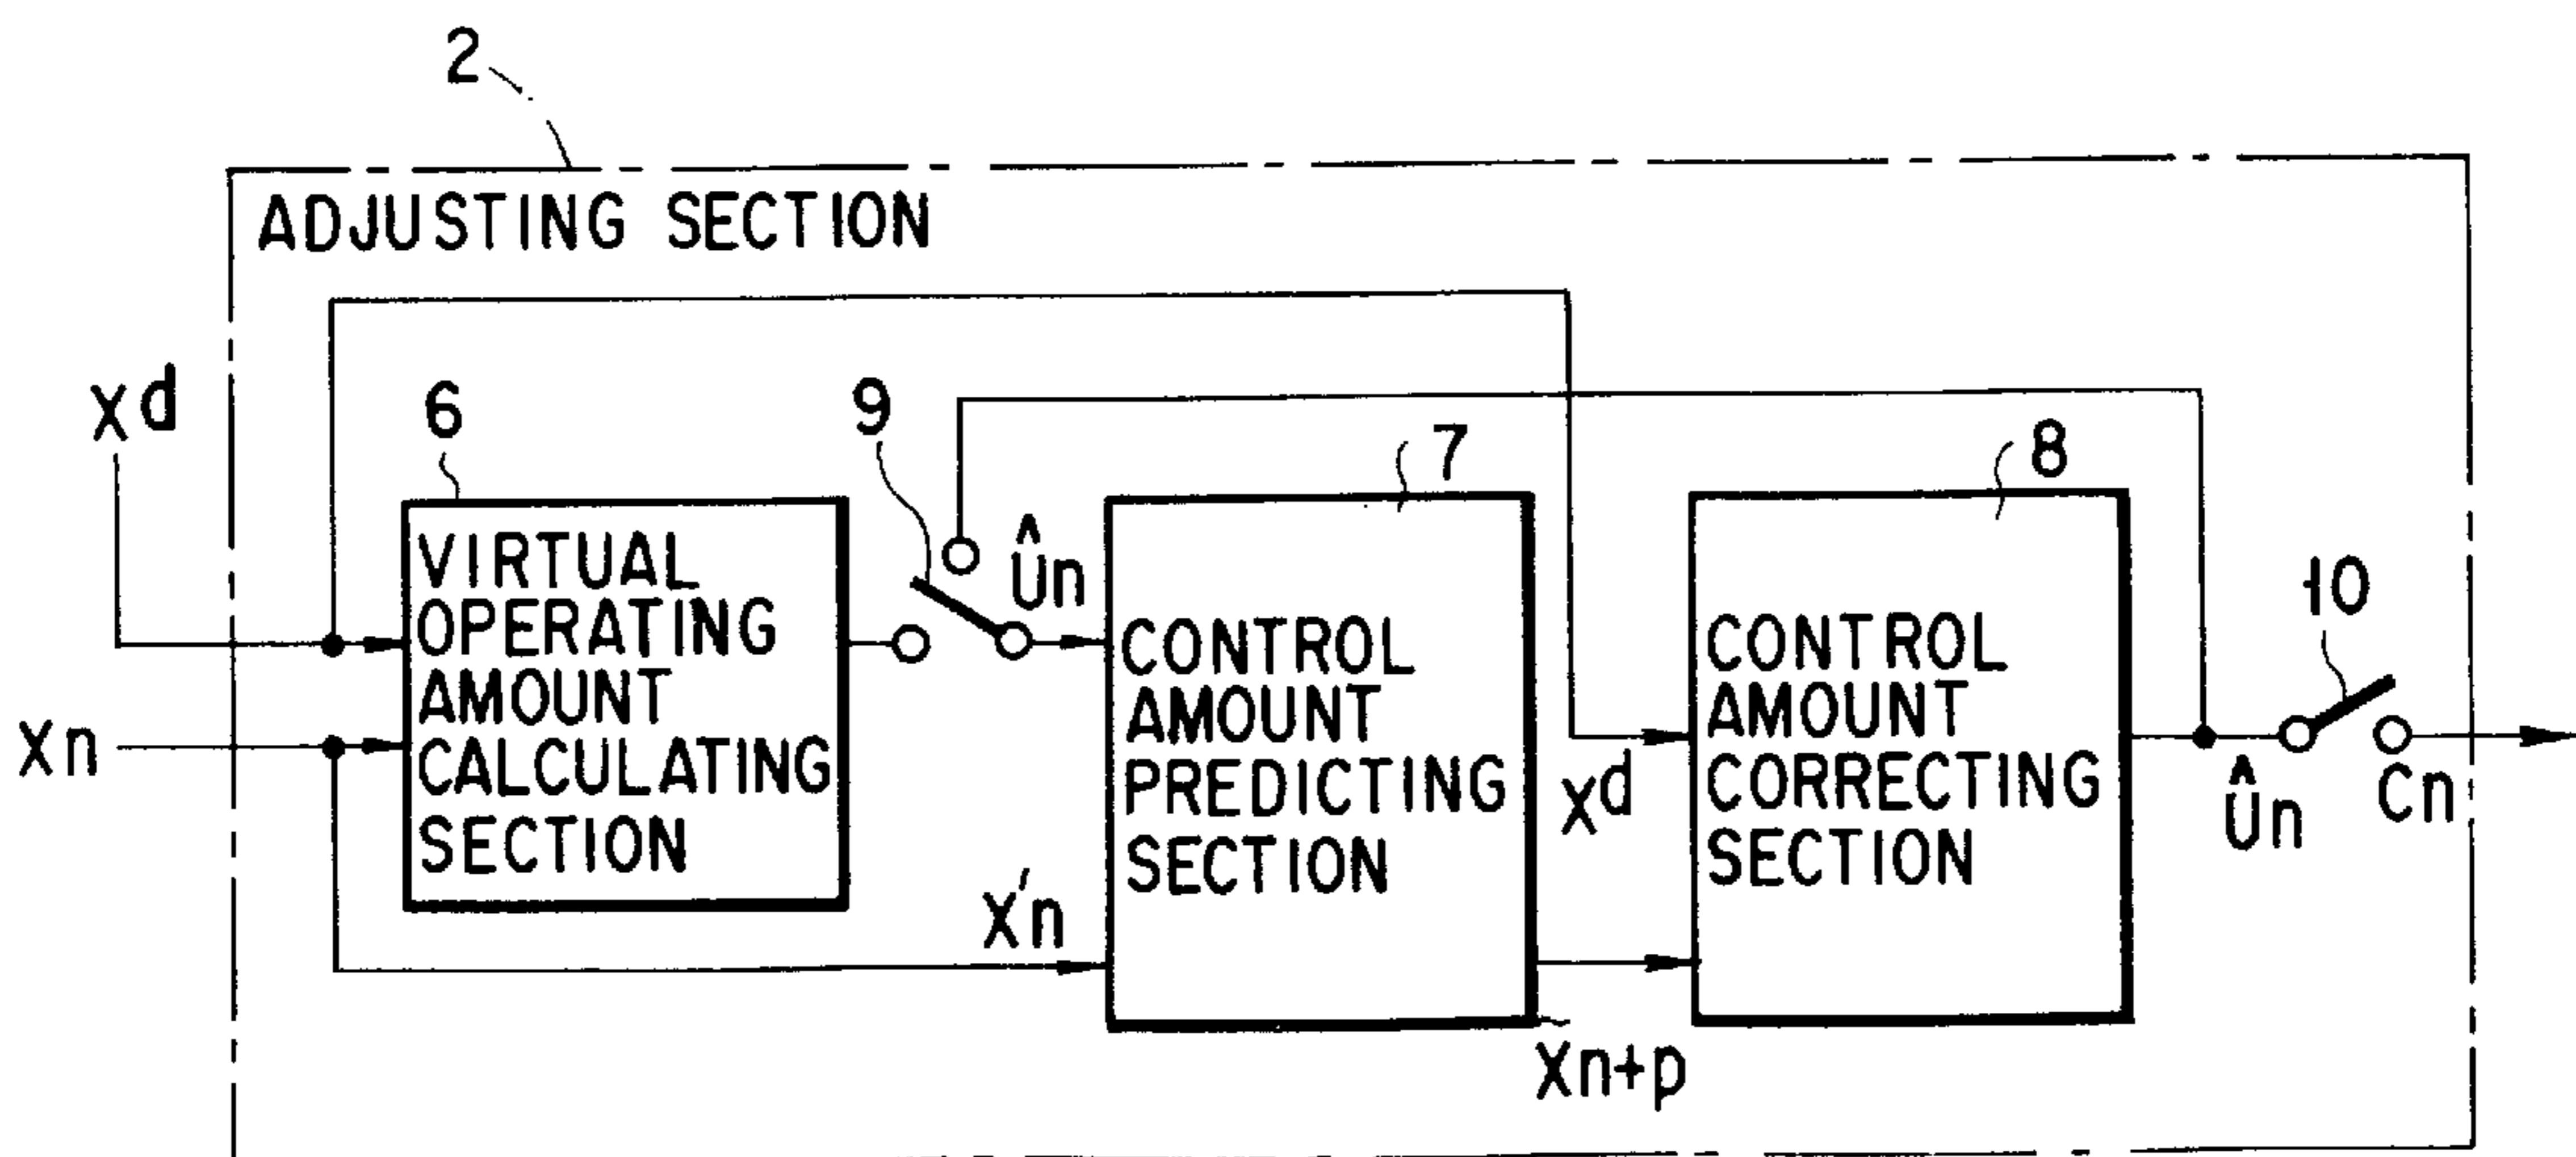 2
ADJUSTING SECTION
xd
6
9
7
8
Ûn
10
VIRTUAL
OPERATING
AMOUNT
CALCULATING
SECTION
CONTROL
AMOUNT
PREDICTING
SECTION
CONTROL
AMOUNT
CORRECTING
SECTION
xn
x'n
xd
Ûn
Cn
xn+p